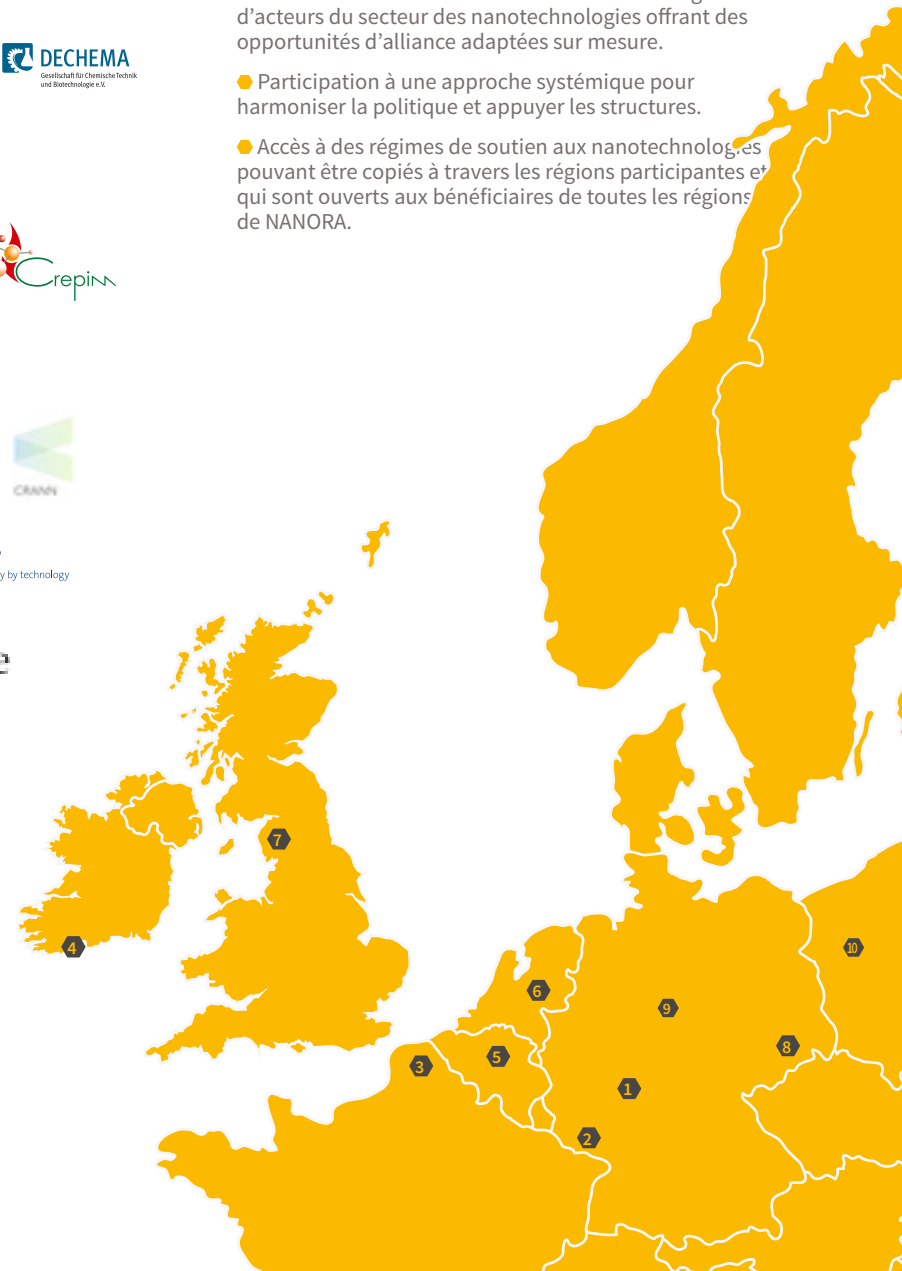 d'acteurs du secteur des nanotechnologies offrant des
opportunités d'alliance adaptées sur mesure.
Participation à une approche systémique pour
harmoniser la politique et appuyer les structures.
Accès à des régimes de soutien aux nanotechnologies
pouvant être copiés à travers les régions participantes et
qui sont ouverts aux bénéficiaires de toutes les régions
de NANORA.
DECHEMA
Gesellschaft für Chemische Technik
und Biotechnologie e.V.
Crepim
CRANN
y by technology
e
7
4
10
6
9
8
5
3
1
2